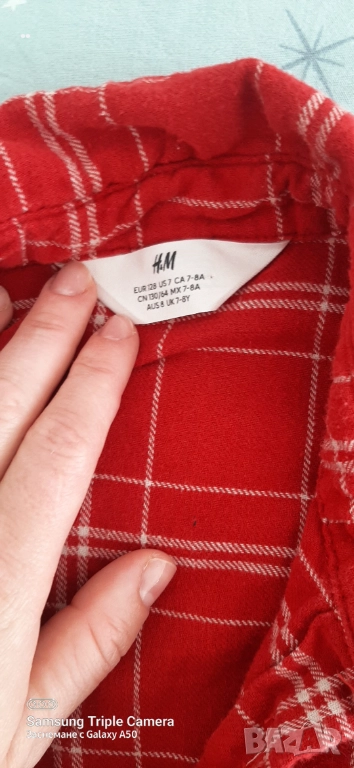 H&M
EUR 128 US 7 CA 7-8A
CN 130/64 MX 7-8A
AUS 8 UK 7-8Y
Samsung Triple Camera
Заснемане с Galaxy A50
BAZAR